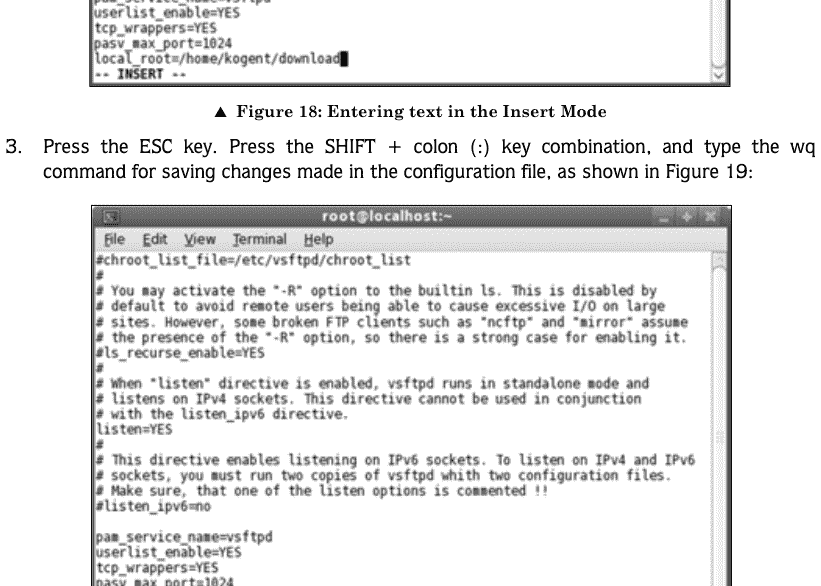 pam_service_name=vsftpd
userlist_enable=YES
tcp_wrappers=YES
pasv_max_port=1024
local_root=/home/kogent/download
-- INSERT --
▲ Figure 18: Entering text in the Insert Mode
3. Press the ESC key. Press the SHIFT + colon (:) key combination, and type the wq
command for saving changes made in the configuration file, as shown in Figure 19:
root@localhost:~
File Edit View Terminal Help
#chroot_list_file=/etc/vsftpd/chroot_list
#
# You may activate the "-R" option to the builtin ls. This is disabled by
# default to avoid remote users being able to cause excessive I/O on large
# sites. However, some broken FTP clients such as "ncftp" and "mirror" assume
# the presence of the "-R" option, so there is a strong case for enabling it.
#ls_recurse_enable=YES
#
# When "listen" directive is enabled, vsftpd runs in standalone mode and
# listens on IPv4 sockets. This directive cannot be used in conjunction
# with the listen_ipv6 directive.
listen=YES
#
# This directive enables listening on IPv6 sockets. To listen on IPv4 and IPv6
# sockets, you must run two copies of vsftpd whith two configuration files.
# Make sure, that one of the listen options is commented !!
#listen_ipv6=no
pam_service_name=vsftpd
userlist_enable=YES
tcp_wrappers=YES
pasv_max_port=1024